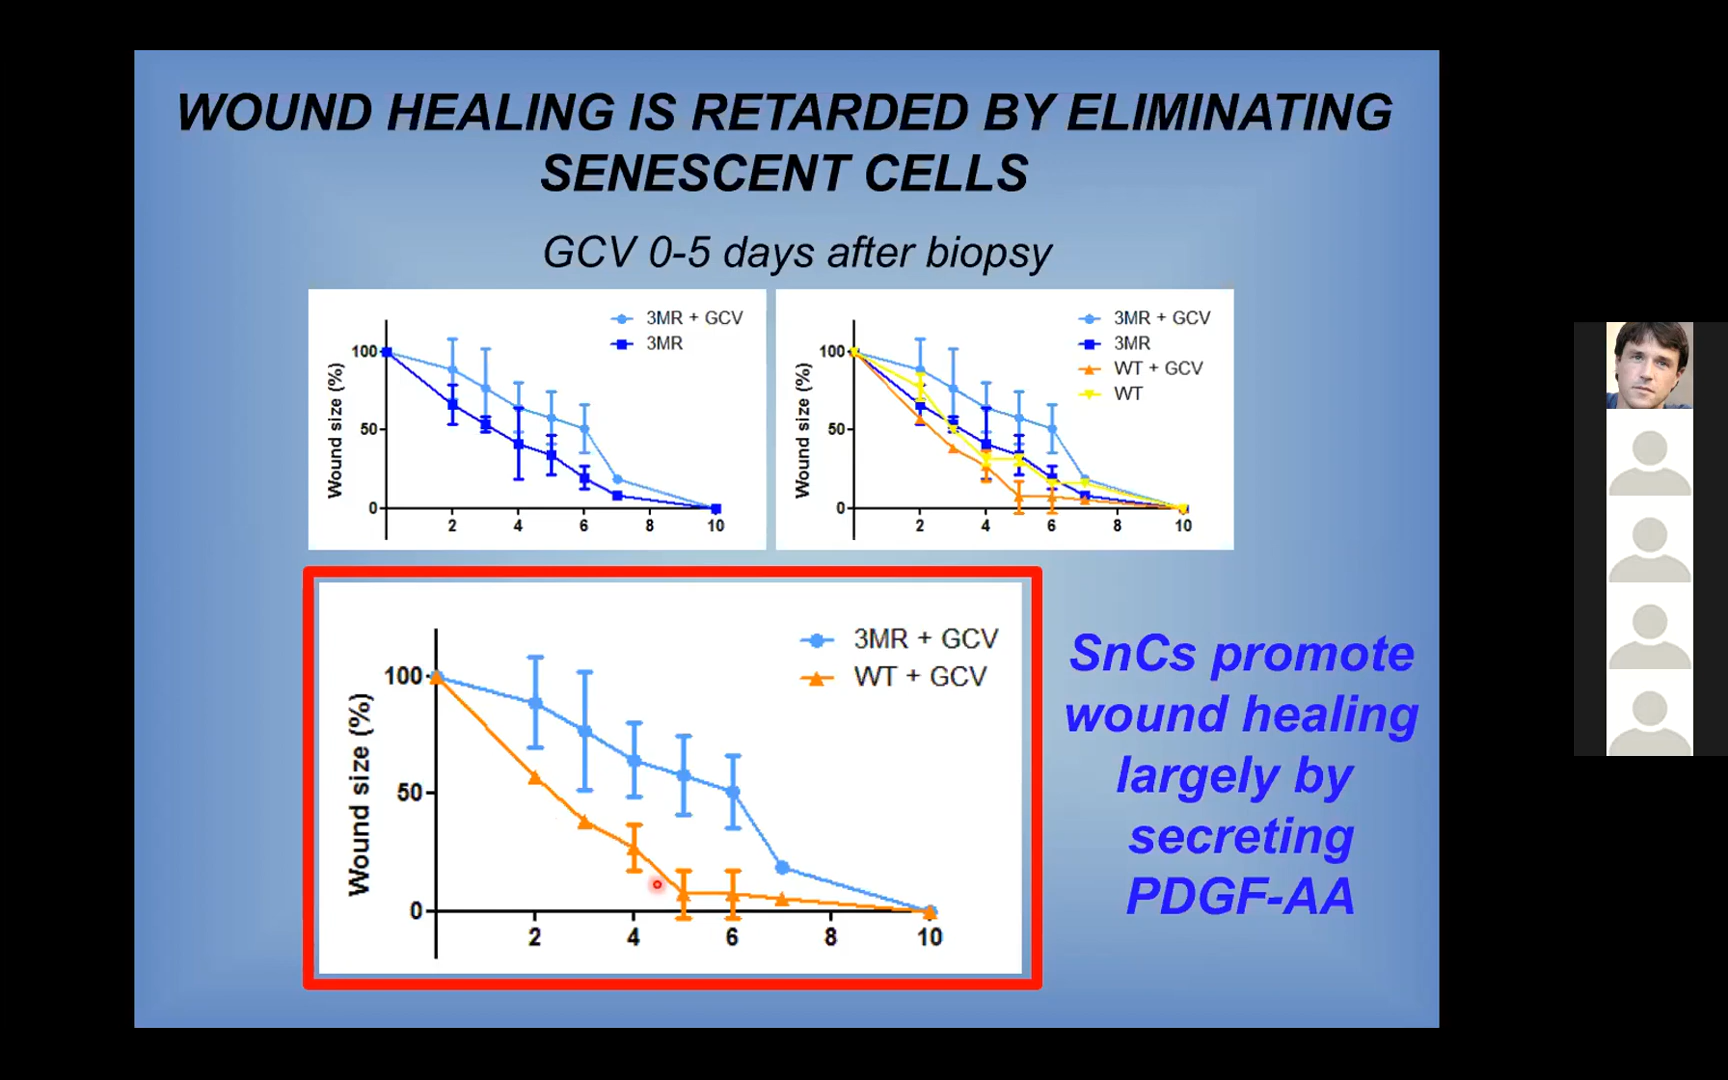 WOUND HEALING IS RETARDED BY ELIMINATING
SENESCENT CELLS
GCV 0-5 days after biopsy
3MR + GCV
3MR
Wound size (%)
100
50
0
2 4 6 8 10
3MR + GCV
3MR
WT + GCV
WT
Wound size (%)
100
50
0
2 4 6 8 10
3MR + GCV
WT + GCV
Wound size (%)
100
50
0
2 4 6 8 10
SnCs promote
wound healing
largely by
secreting
PDGF-AA